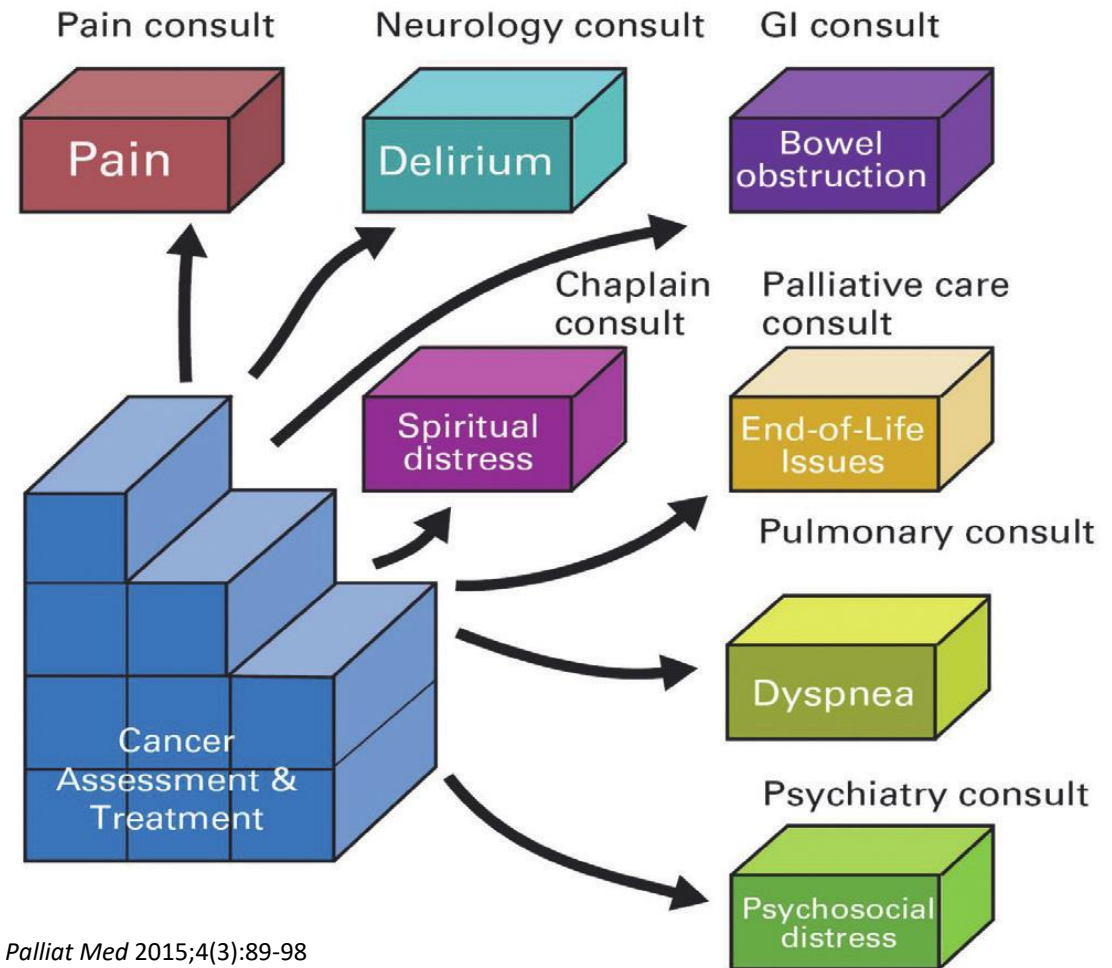 Pain consult
Neurology consult
GI consult
Pain
Delirium
Bowel
obstruction
Chaplain
consult
Palliative care
consult
Spiritual
distress
End-of-Life
Issues
Pulmonary consult
Dyspnea
Cancer
Assessment &
Treatment
Psychiatry consult
Psychosocial
distress
Palliat Med 2015;4(3):89-98